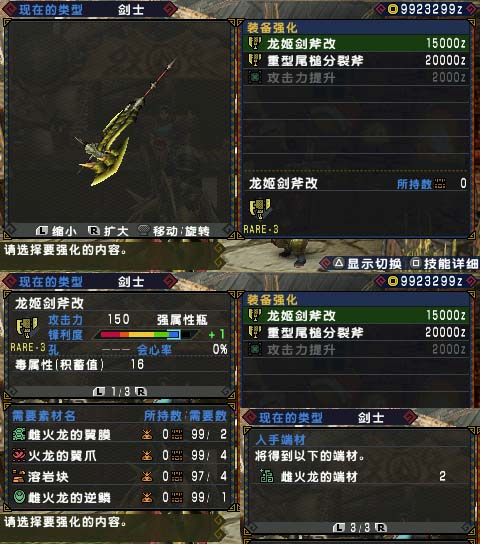 现在的类型 剑士 9923299z
装备强化
龙姬剑斧改 15000z
重型尾槌分裂斧 20000z
攻击力提升 2000z
龙姬剑斧改 所持数 0
RARE-3
L 缩小 R 扩大 移动/旋转
请选择要强化的内容。
△ 显示切换 □ 技能详细
现在的类型 剑士 9923299z
龙姬剑斧改
攻击力 150 强属性瓶
锋利度 +1
RARE-3 孔 --- 会心率 0%
毒属性(积蓄值) 16
L 1/3 R
装备强化
龙姬剑斧改 15000z
重型尾槌分裂斧 20000z
攻击力提升 2000z
需要素材名 所持数/需要数
雌火龙的翼膜 0 99/ 2
火龙的翼爪 0 99/ 4
溶岩块 0 97/ 4
雌火龙的逆鳞 0 99/ 1
请选择要强化的内容。
现在的类型 剑士
入手端材
将得到以下的端材。
雌火龙的端材 2
L 3/3 R